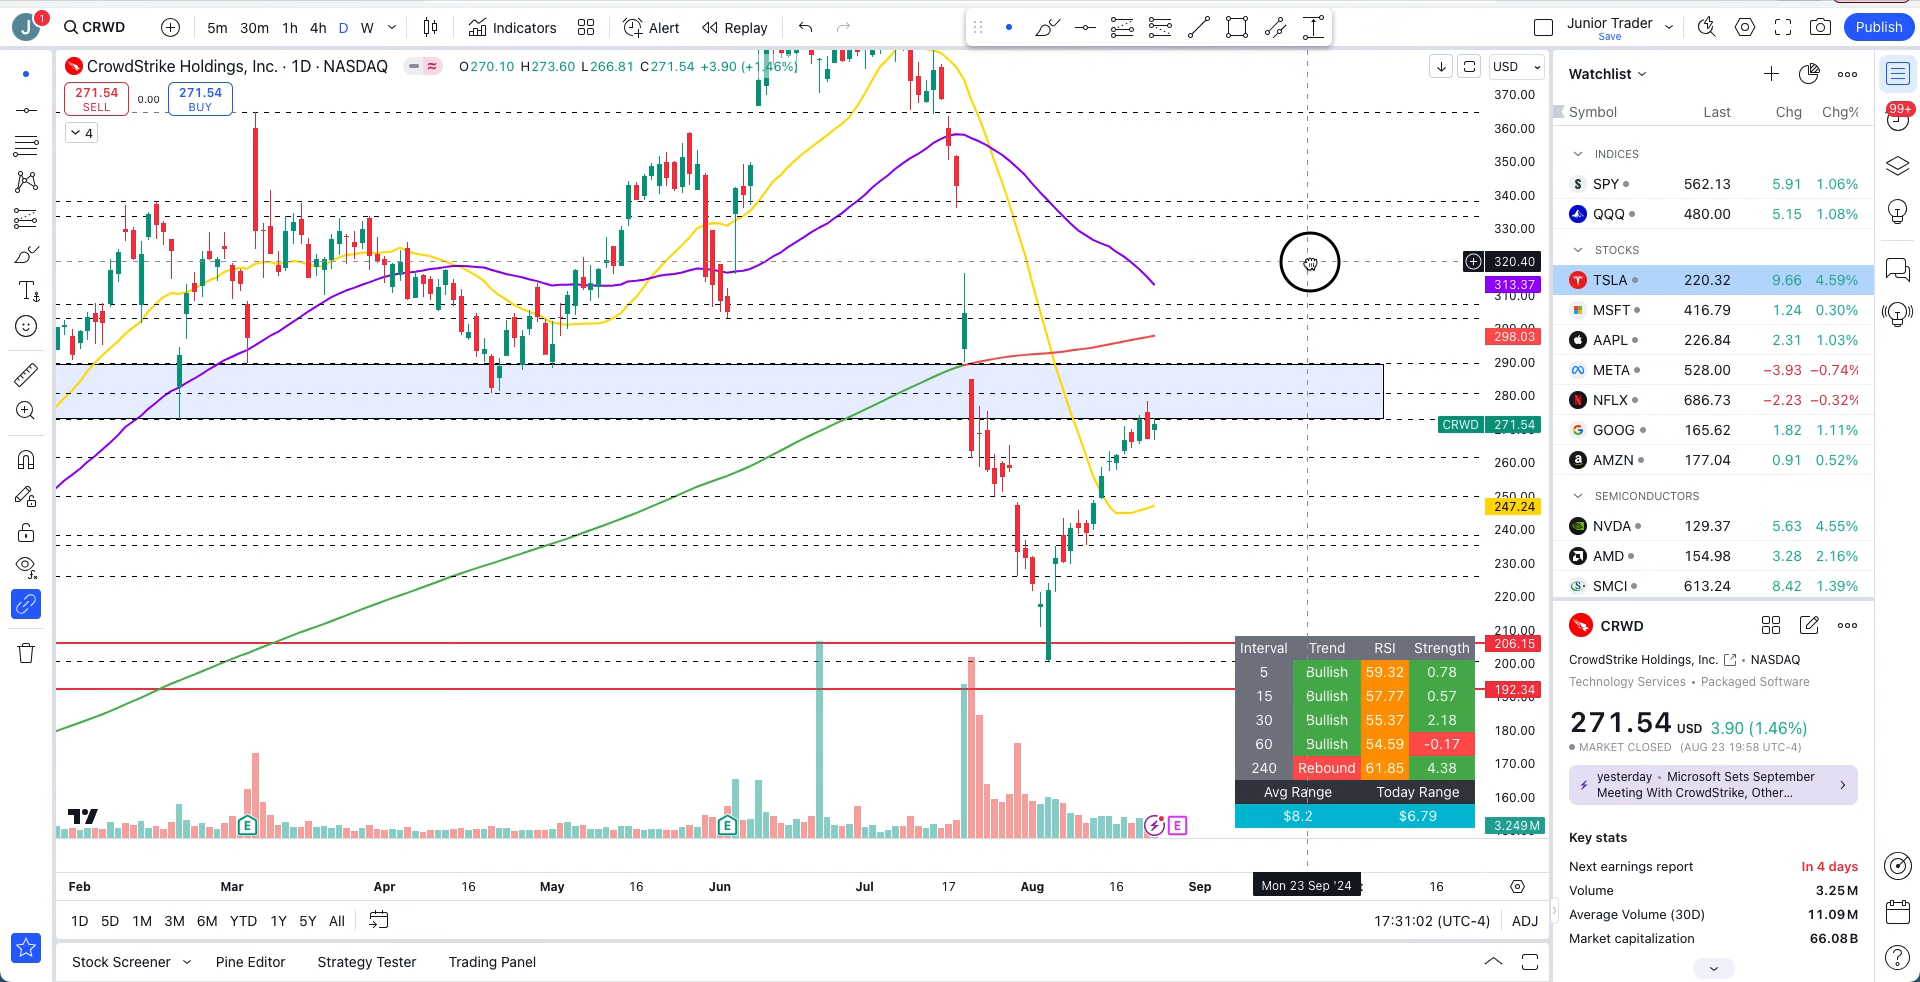 J 1 CRWD 5m 30m 1h 4h D W Indicators Alert Replay Junior Trader Save Publish
CrowdStrike Holdings, Inc. · 1D · NASDAQ O270.10 H273.60 L266.81 C271.54 +3.90 (+1.46%) USD
271.54 SELL 0.00 271.54 BUY
4
370.00
360.00
350.00
340.00
330.00
320.40
313.37
310.00
298.03
290.00
280.00
CRWD 271.54
260.00
250.00
247.24
240.00
230.00
220.00
210.00
206.15
200.00
192.34
180.00
170.00
160.00
3.249M
Interval Trend RSI Strength
5 Bullish 59.32 0.78
15 Bullish 57.77 0.57
30 Bullish 55.37 2.18
60 Bullish 54.59 -0.17
240 Rebound 61.85 4.38
Avg Range Today Range
$8.2 $6.79
E E E
Feb Mar Apr 16 May 16 Jun Jul 17 Aug 16 Sep Mon 23 Sep '24 16
1D 5D 1M 3M 6M YTD 1Y 5Y All 17:31:02 (UTC-4) ADJ
Stock Screener Pine Editor Strategy Tester Trading Panel
Watchlist
Symbol Last Chg Chg%
INDICES
SPY 562.13 5.91 1.06%
QQQ 480.00 5.15 1.08%
STOCKS
TSLA 220.32 9.66 4.59%
MSFT 416.79 1.24 0.30%
AAPL 226.84 2.31 1.03%
META 528.00 −3.93 −0.74%
NFLX 686.73 −2.23 −0.32%
GOOG 165.62 1.82 1.11%
AMZN 177.04 0.91 0.52%
SEMICONDUCTORS
NVDA 129.37 5.63 4.55%
AMD 154.98 3.28 2.16%
SMCI 613.24 8.42 1.39%
CRWD
CrowdStrike Holdings, Inc. • NASDAQ
Technology Services • Packaged Software
271.54 USD 3.90 (1.46%)
MARKET CLOSED (AUG 23 19:58 UTC-4)
yesterday • Microsoft Sets September
Meeting With CrowdStrike, Other...
Key stats
Next earnings report In 4 days
Volume 3.25M
Average Volume (30D) 11.09M
Market capitalization 66.08B
99+